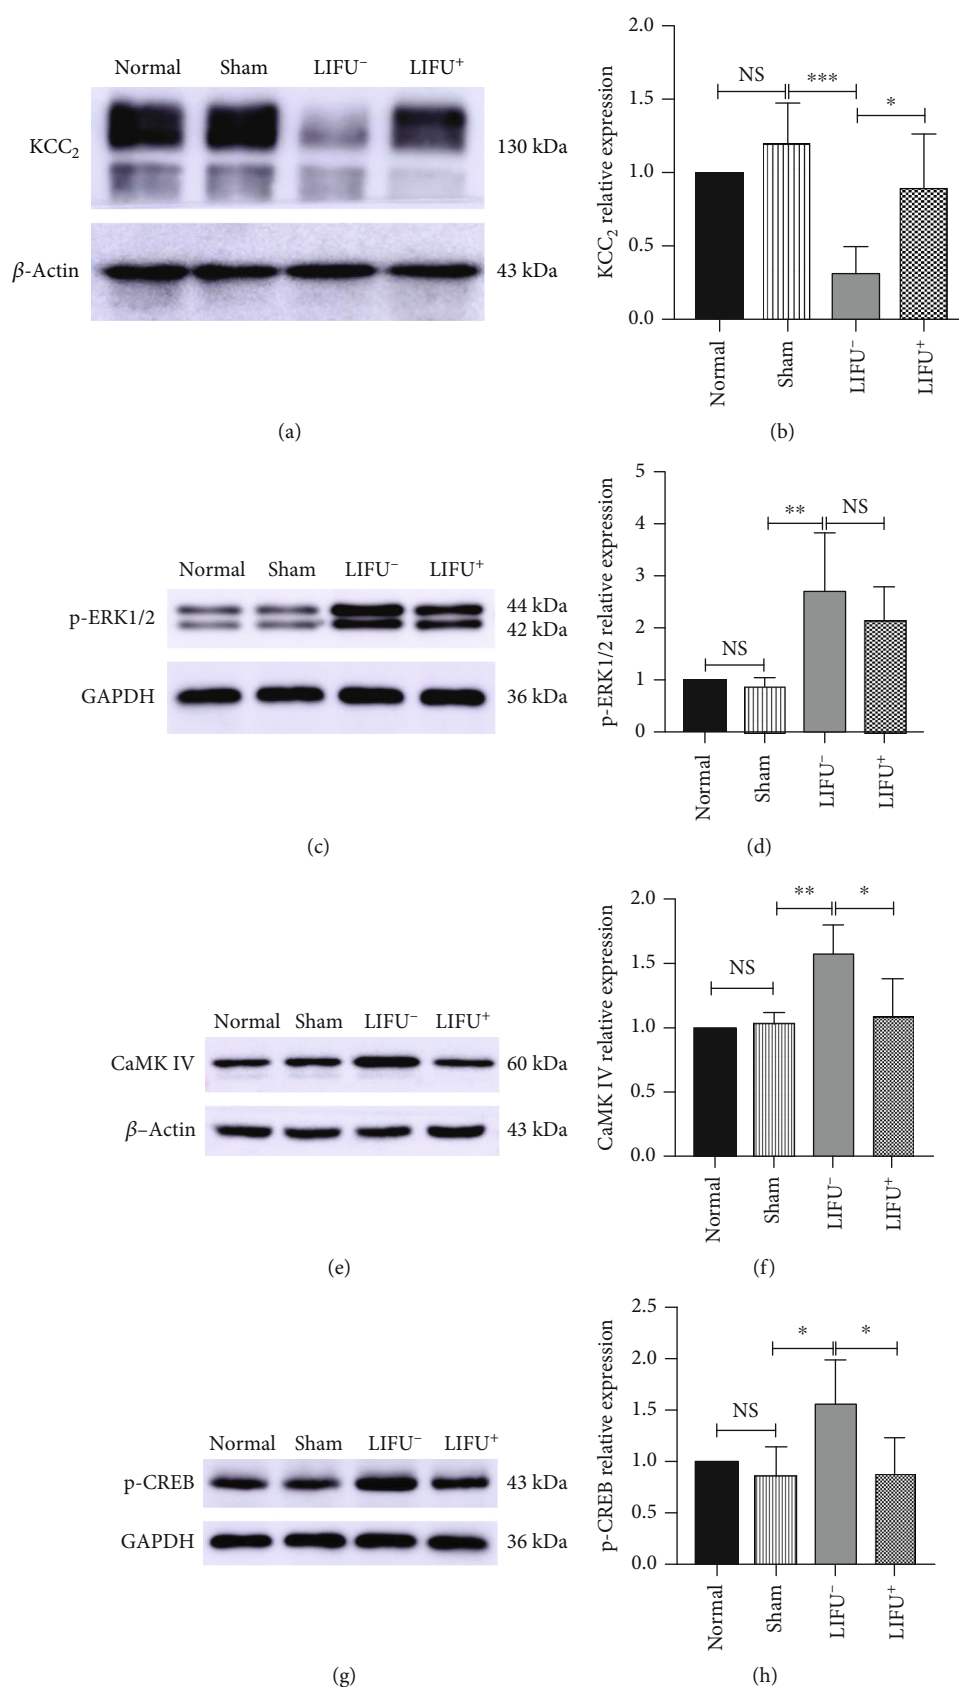 Normal Sham LIFU⁻ LIFU⁺
KCC₂ 130 kDa
β-Actin 43 kDa
(a)
KCC₂ relative expression
2.0
1.5
1.0
0.5
0.0
NS *** *
Normal Sham LIFU⁻ LIFU⁺
(b)
Normal Sham LIFU⁻ LIFU⁺
p-ERK1/2 44 kDa
42 kDa
GAPDH 36 kDa
(c)
p-ERK1/2 relative expression
5
4
3
2
1
0
NS ** NS
Normal Sham LIFU⁻ LIFU⁺
(d)
Normal Sham LIFU⁻ LIFU⁺
CaMK IV 60 kDa
β–Actin 43 kDa
(e)
CaMK IV relative expression
2.0
1.5
1.0
0.5
0.0
NS ** *
Normal Sham LIFU⁻ LIFU⁺
(f)
Normal Sham LIFU⁻ LIFU⁺
p-CREB 43 kDa
GAPDH 36 kDa
(g)
p-CREB relative expression
2.5
2.0
1.5
1.0
0.5
0.0
NS * *
Normal Sham LIFU⁻ LIFU⁺
(h)